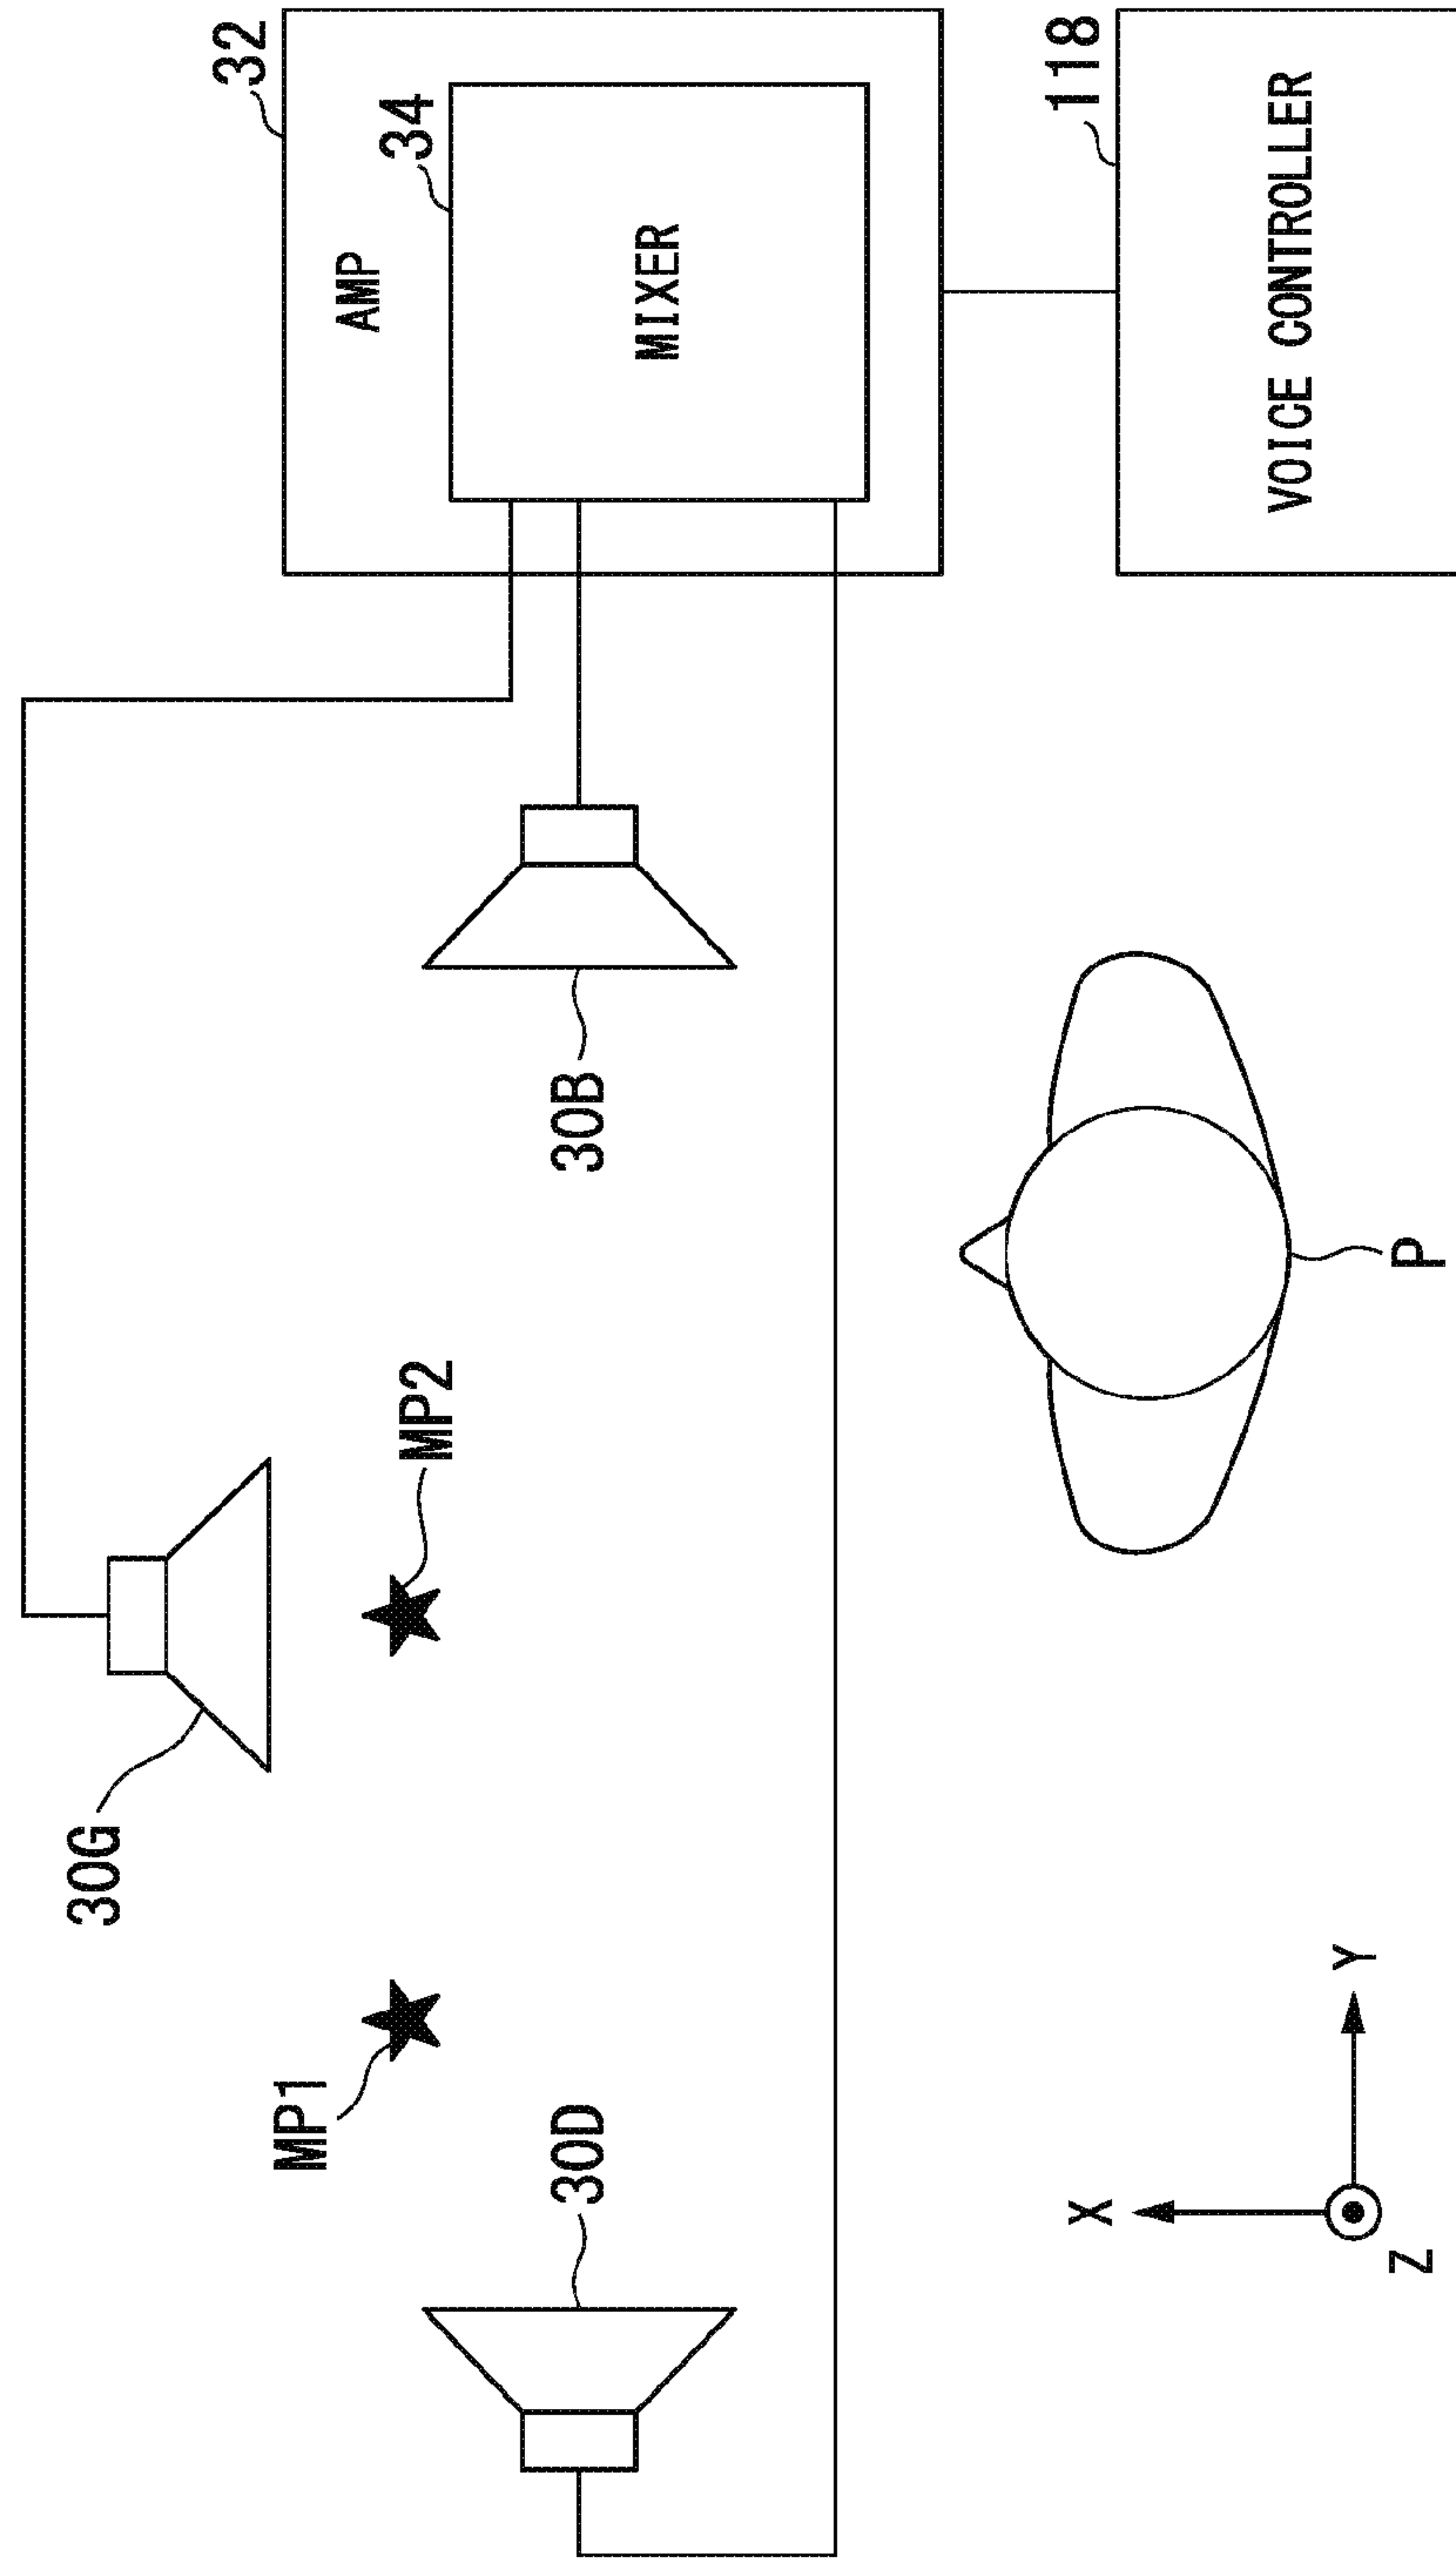 30G
MP1
MP2
30D
30B
32
AMP
34
MIXER
X
Y
Z
P
118
VOICE CONTROLLER